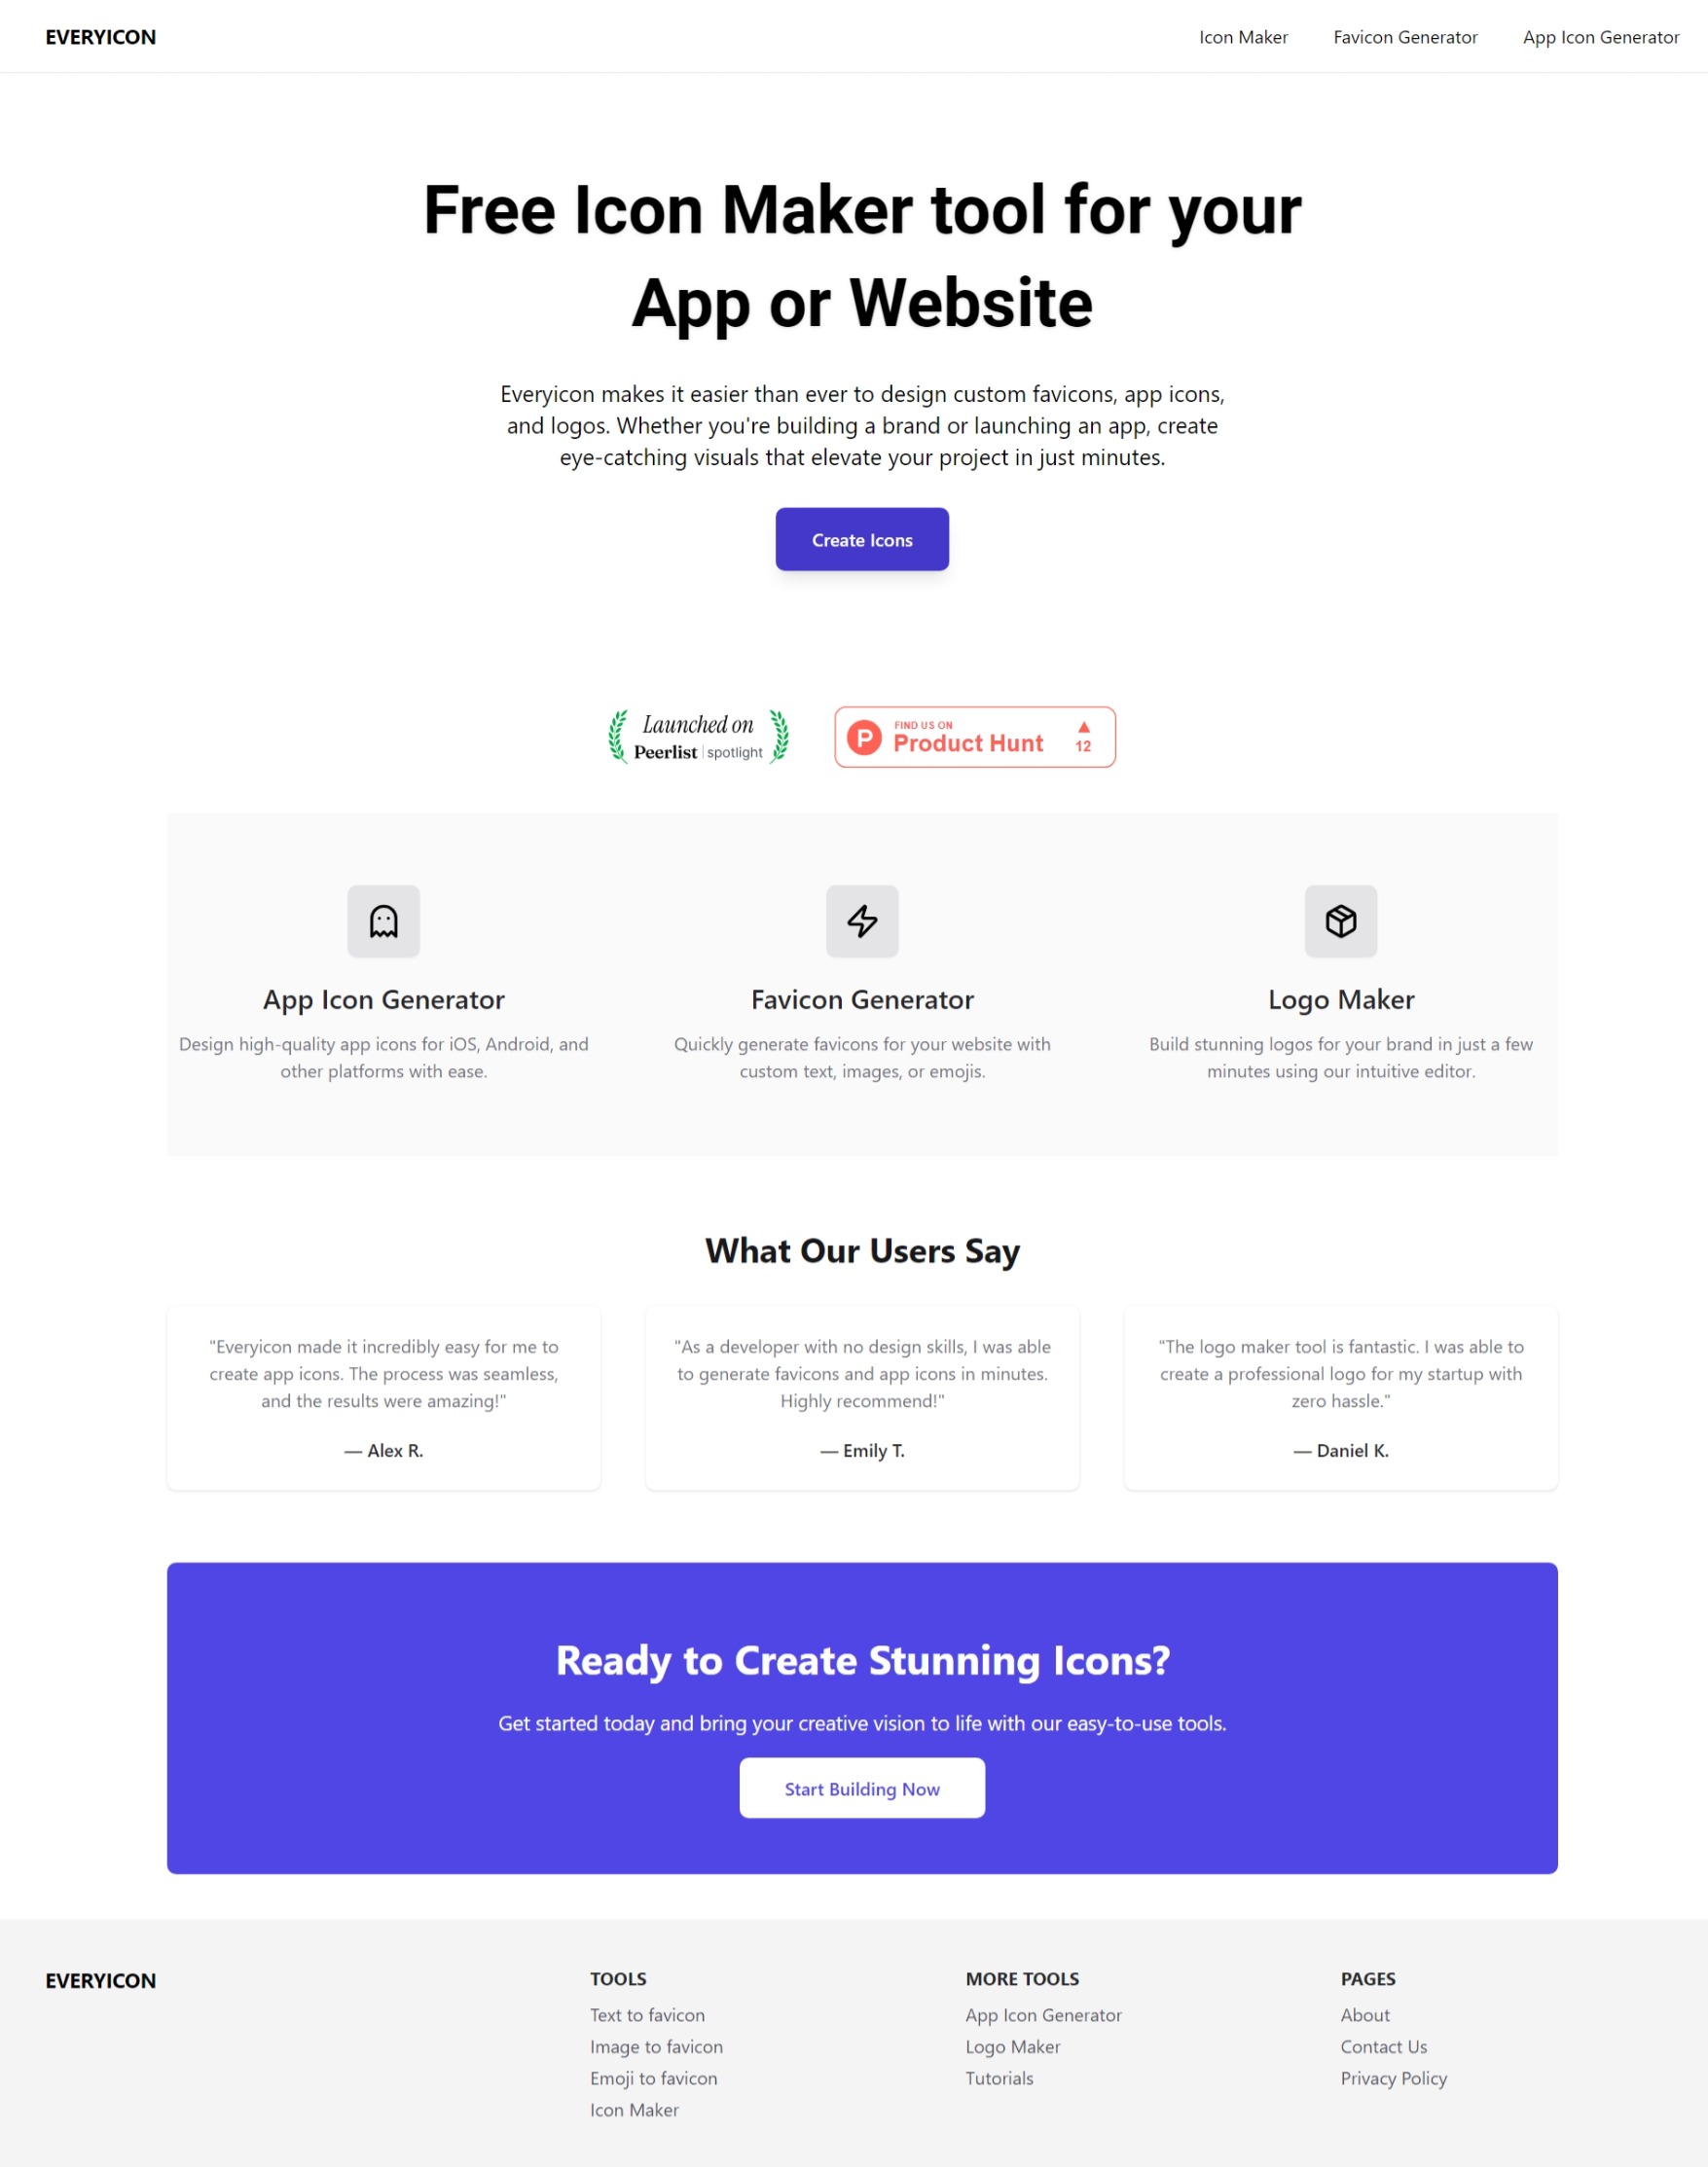 EVERYICON
Icon Maker
Favicon Generator
App Icon Generator
Free Icon Maker tool for your
App or Website
Everyicon makes it easier than ever to design custom favicons, app icons,
and logos. Whether you're building a brand or launching an app, create
eye-catching visuals that elevate your project in just minutes.
Create Icons
Launched on
Peerlist | spotlight
P
FIND US ON
Product Hunt
▲
12
App Icon Generator
Design high-quality app icons for iOS, Android, and
other platforms with ease.
Favicon Generator
Quickly generate favicons for your website with
custom text, images, or emojis.
Logo Maker
Build stunning logos for your brand in just a few
minutes using our intuitive editor.
What Our Users Say
"Everyicon made it incredibly easy for me to
create app icons. The process was seamless,
and the results were amazing!"
— Alex R.
"As a developer with no design skills, I was able
to generate favicons and app icons in minutes.
Highly recommend!"
— Emily T.
"The logo maker tool is fantastic. I was able to
create a professional logo for my startup with
zero hassle."
— Daniel K.
Ready to Create Stunning Icons?
Get started today and bring your creative vision to life with our easy-to-use tools.
Start Building Now
EVERYICON
TOOLS
Text to favicon
Image to favicon
Emoji to favicon
Icon Maker
MORE TOOLS
App Icon Generator
Logo Maker
Tutorials
PAGES
About
Contact Us
Privacy Policy